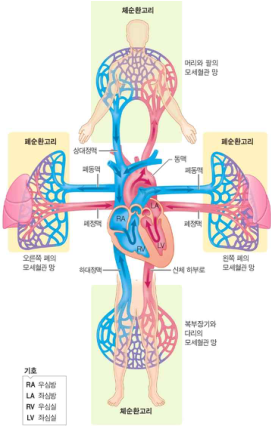 체순환고리
머리와 팔의
모세혈관 망
상대정맥
동맥
폐순환고리
폐순환고리
폐동맥
폐동맥
RA
LA
RV
LV
폐정맥
폐정맥
오른쪽 폐의
모세혈관 망
왼쪽 폐의
모세혈관 망
하대정맥
신체 하부로
복부장기와
다리의
모세혈관 망
체순환고리
기호
RA 우심방
LA 좌심방
RV 우심실
LV 좌심실